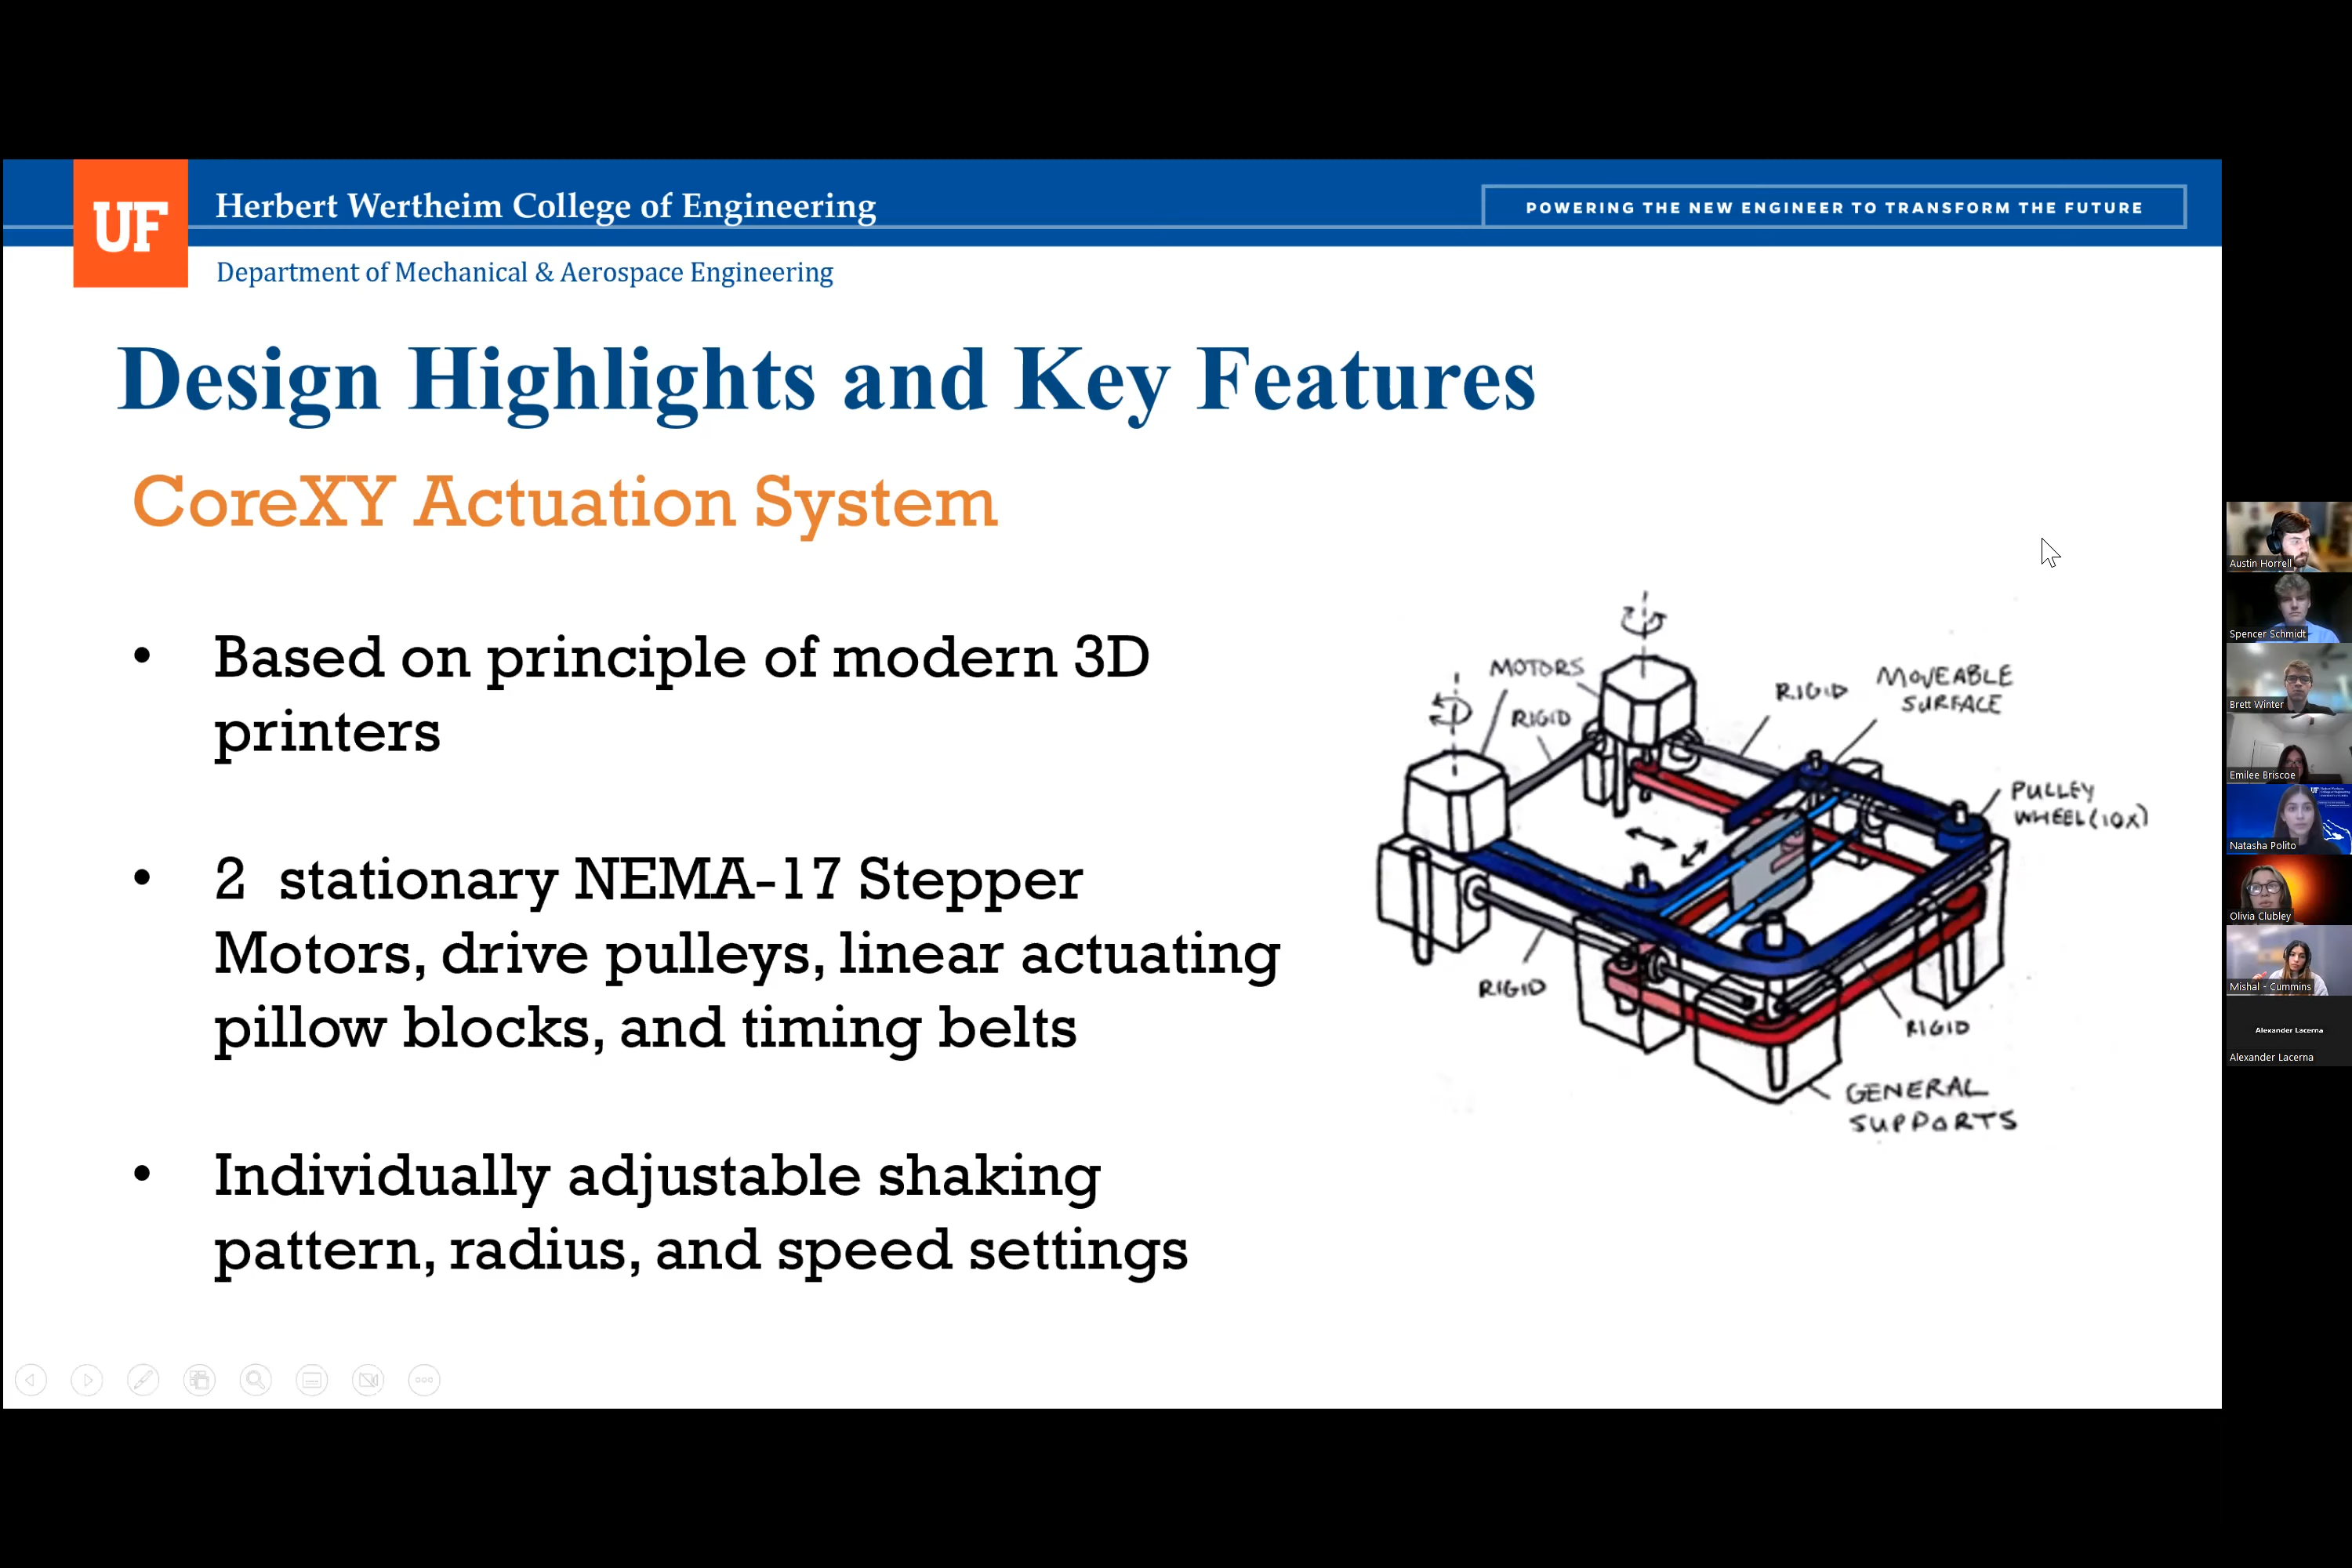 UF
Herbert Wertheim College of Engineering
POWERING THE NEW ENGINEER TO TRANSFORM THE FUTURE
Department of Mechanical & Aerospace Engineering
Design Highlights and Key Features
CoreXY Actuation System
• Based on principle of modern 3D
printers
• 2 stationary NEMA-17 Stepper
Motors, drive pulleys, linear actuating
pillow blocks, and timing belts
• Individually adjustable shaking
pattern, radius, and speed settings
MOTORS
RIGID
RIGID
MOVEABLE
SURFACE
PULLEY
WHEEL (10X)
RIGID
RIGID
GENERAL
SUPPORTS
Austin Horrell
Spencer Schmidt
Brett Winter
Emilee Briscoe
Natasha Polito
Olivia Clubley
Mishal - Cummins
Alexander Lacerna
Alexander Lacerna